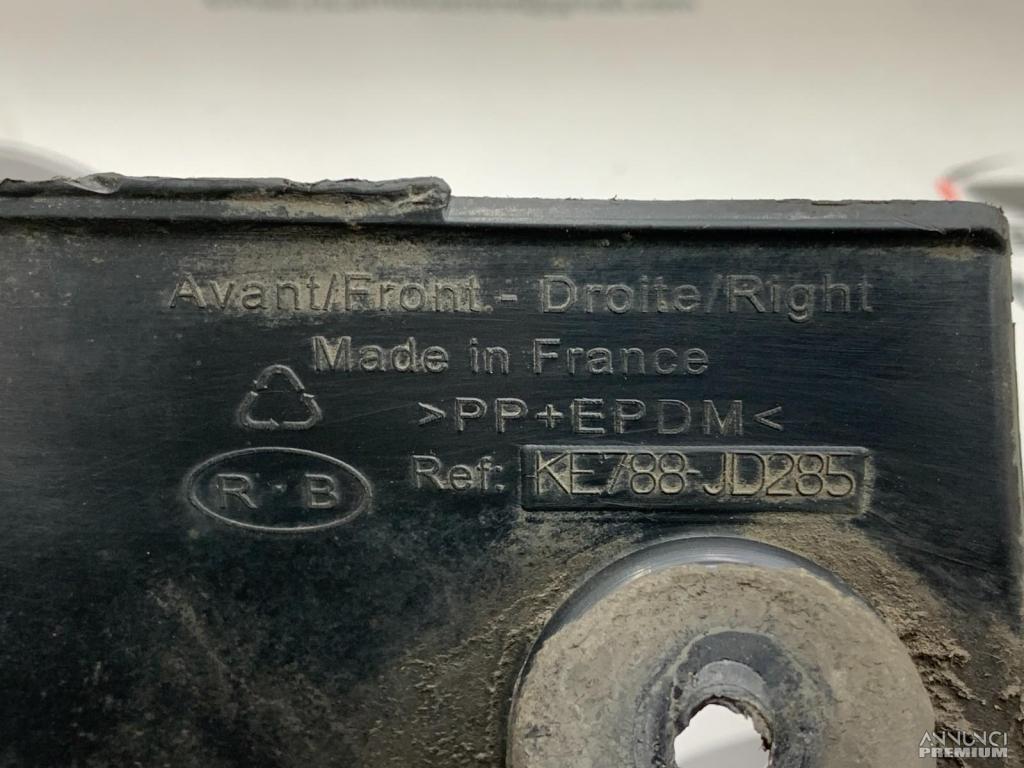 Avant/Front - Droite/Right
Made in France
>PP+EPDM<
R·B
Ref: KE788-JD285
ANNUNCI
PREMIUM